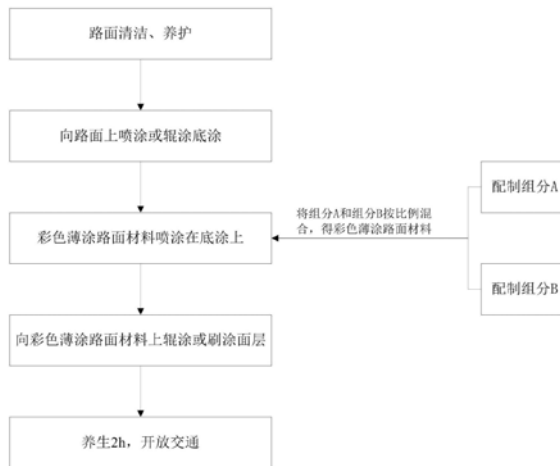 路面清洁、养护
向路面上喷涂或辊涂底涂
配制组分A
将组分A和组分B按比例混
合，得彩色薄涂路面材料
彩色薄涂路面材料喷涂在底涂上
配制组分B
向彩色薄涂路面材料上辊涂或刷涂面层
养生2h，开放交通